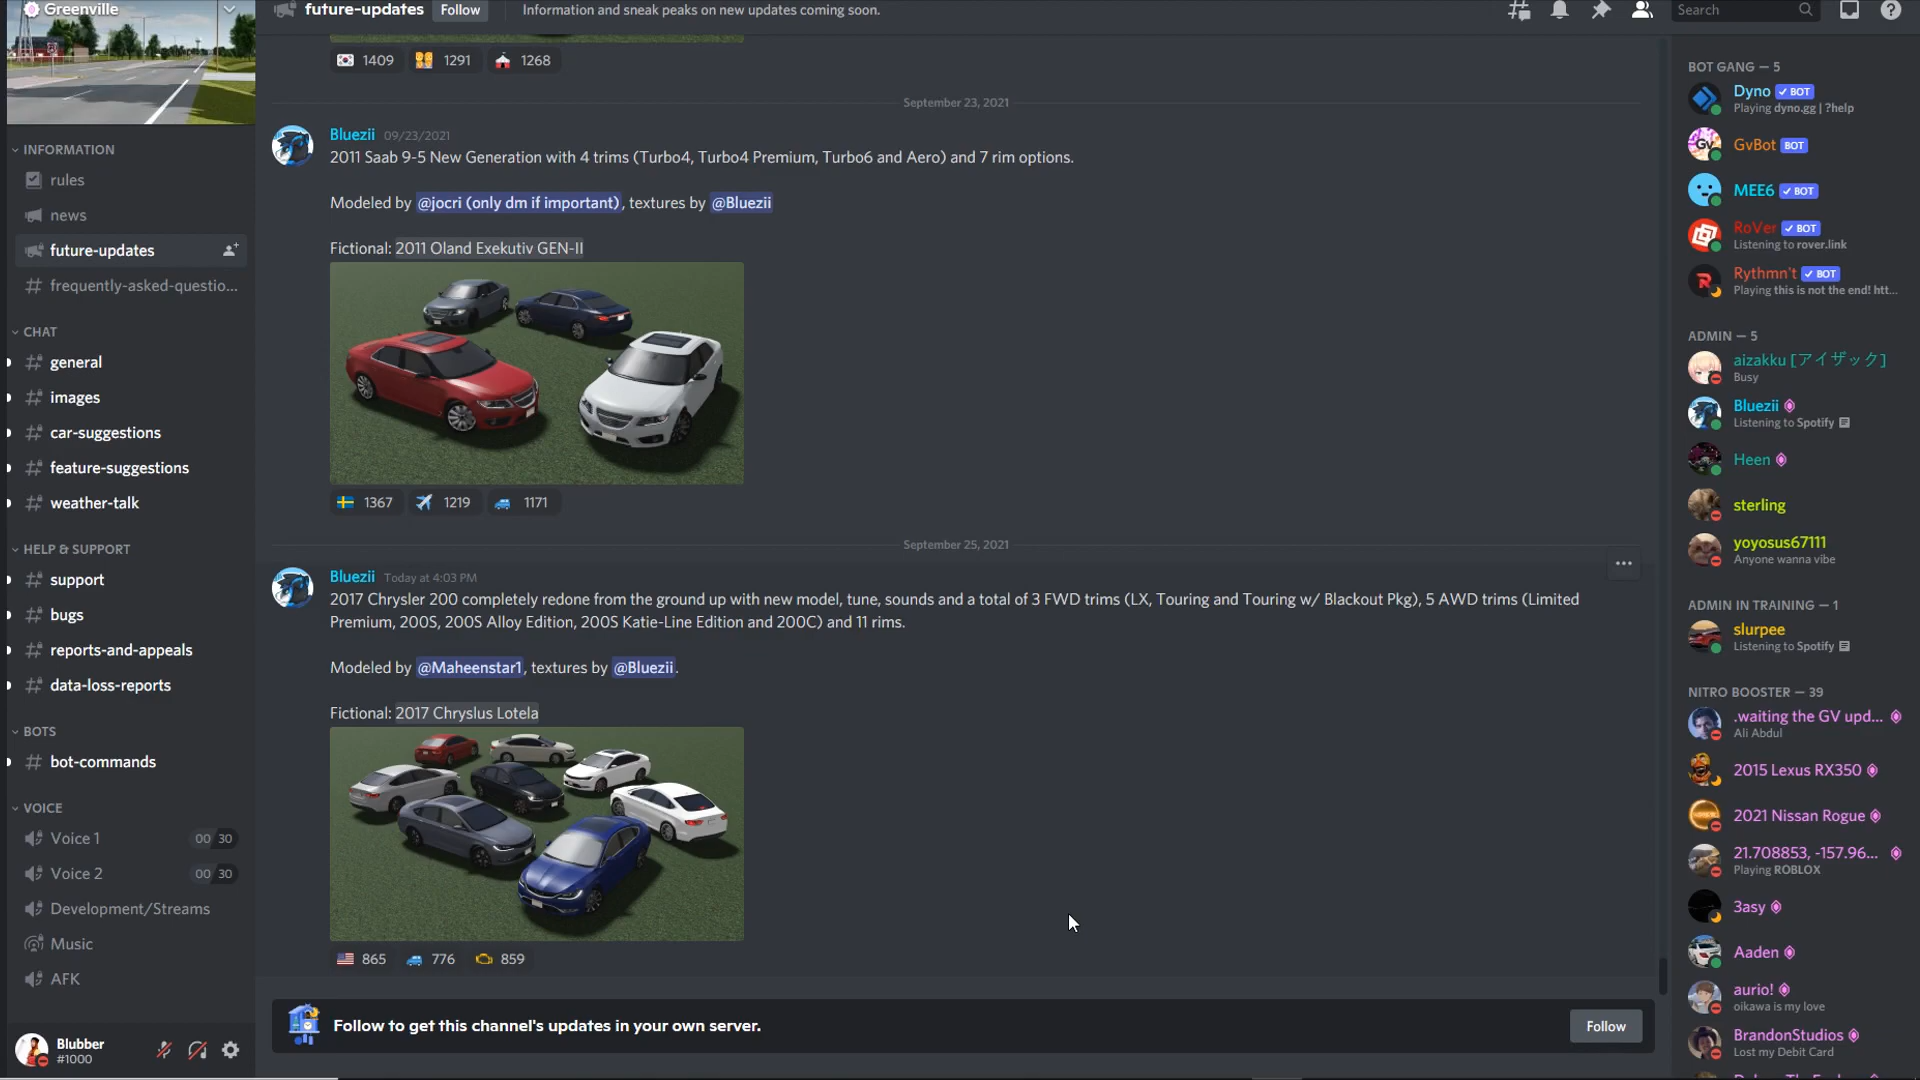 Greenville
future-updates
Follow
Information and sneak peaks on new updates coming soon.
Search
INFORMATION
rules
news
future-updates
frequently-asked-questio...
CHAT
general
images
car-suggestions
feature-suggestions
weather-talk
HELP & SUPPORT
support
bugs
reports-and-appeals
data-loss-reports
BOTS
bot-commands
VOICE
Voice 1 00 30
Voice 2 00 30
Development/Streams
Music
AFK
Blubber
#1000
1409 1291 1268
September 23, 2021
Bluezii 09/23/2021
2011 Saab 9-5 New Generation with 4 trims (Turbo4, Turbo4 Premium, Turbo6 and Aero) and 7 rim options.
Modeled by @jocri (only dm if important), textures by @Bluezii
Fictional: 2011 Oland Exekutiv GEN-II
1367 1219 1171
September 25, 2021
Bluezii Today at 4:03 PM
2017 Chrysler 200 completely redone from the ground up with new model, tune, sounds and a total of 3 FWD trims (LX, Touring and Touring w/ Blackout Pkg), 5 AWD trims (Limited
Premium, 200S, 200S Alloy Edition, 200S Katie-Line Edition and 200C) and 11 rims.
Modeled by @Maheenstar1, textures by @Bluezii.
Fictional: 2017 Chryslus Lotela
865 776 859
Follow to get this channel's updates in your own server.
Follow
BOT GANG — 5
Dyno BOT
Playing dyno.gg | ?help
GvBot BOT
MEE6 BOT
RoVer BOT
Listening to rover.link
Rythmn't BOT
Playing this is not the end! htt...
ADMIN — 5
aizakku [アイザック]
Busy
Bluezii
Listening to Spotify
Heen
sterling
yoyosus67111
Anyone wanna vibe
ADMIN IN TRAINING — 1
slurpee
Listening to Spotify
NITRO BOOSTER — 39
.waiting the GV upd...
Ali Abdul
2015 Lexus RX350
2021 Nissan Rogue
21.708853, -157.96...
Playing ROBLOX
3asy
Aaden
aurio!
oikawa is my love
BrandonStudios
Lost my Debit Card